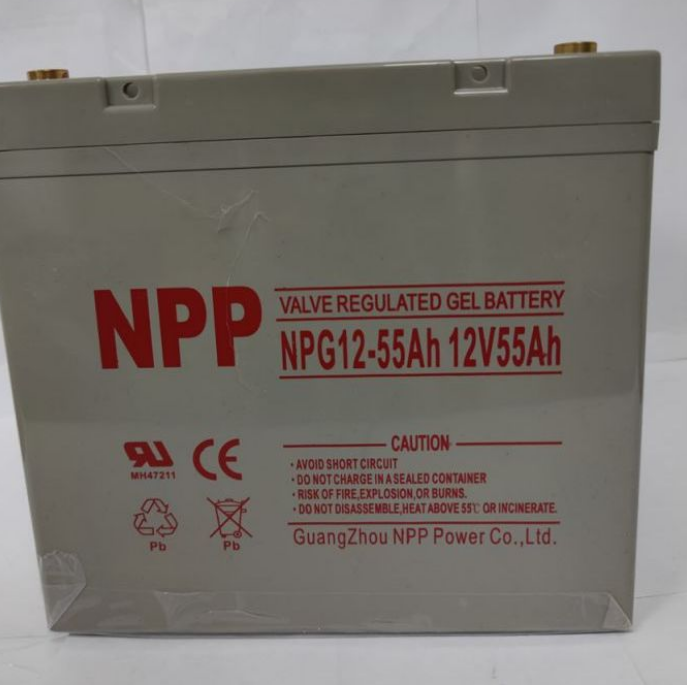 NPP
VALVE REGULATED GEL BATTERY
NPG12-55Ah 12V55Ah
CAUTION
• AVOID SHORT CIRCUIT
• DO NOT CHARGE IN A SEALED CONTAINER
• RISK OF FIRE,EXPLOSION,OR BURNS.
• DO NOT DISASSEMBLE,HEAT ABOVE 55℃ OR INCINERATE.
GuangZhou NPP Power Co.,Ltd.
RU
MH47211
CE
Pb
Pb